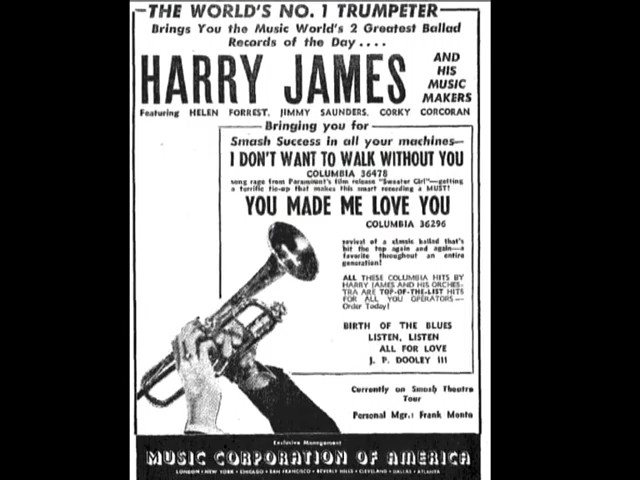 THE WORLD'S NO. 1 TRUMPETER
Brings You the Music World's 2 Greatest Ballad
Records of the Day....
HARRY JAMES
AND
HIS
MUSIC
MAKERS
Featuring HELEN FORREST, JIMMY SAUNDERS, CORKY CORCORAN
Bringing you for
Smash Success in all your machines—
I DON'T WANT TO WALK WITHOUT YOU
COLUMBIA 36478
song rage from Paramount's film release "Sweater Girl"—getting
a terrific tie-up that makes this smart recording a MUST!
YOU MADE ME LOVE YOU
COLUMBIA 36296
revival of a classic ballad that's
hit the top again and again—a
favorite throughout an entire
generation!
ALL THESE COLUMBIA HITS BY
HARRY JAMES AND HIS ORCHES-
TRA ARE TOP-OF-THE-LIST HITS
FOR ALL YOU OPERATORS—
Order Today!
BIRTH OF THE BLUES
LISTEN, LISTEN
ALL FOR LOVE
J. P. DOOLEY III
Currently on Smash Theatre
Tour
Personal Mgr.: Frank Monte
Exclusive Management
MUSIC CORPORATION OF AMERICA
LONDON • NEW YORK • CHICAGO • SAN FRANCISCO • BEVERLY HILLS • CLEVELAND • DALLAS • ATLANTA